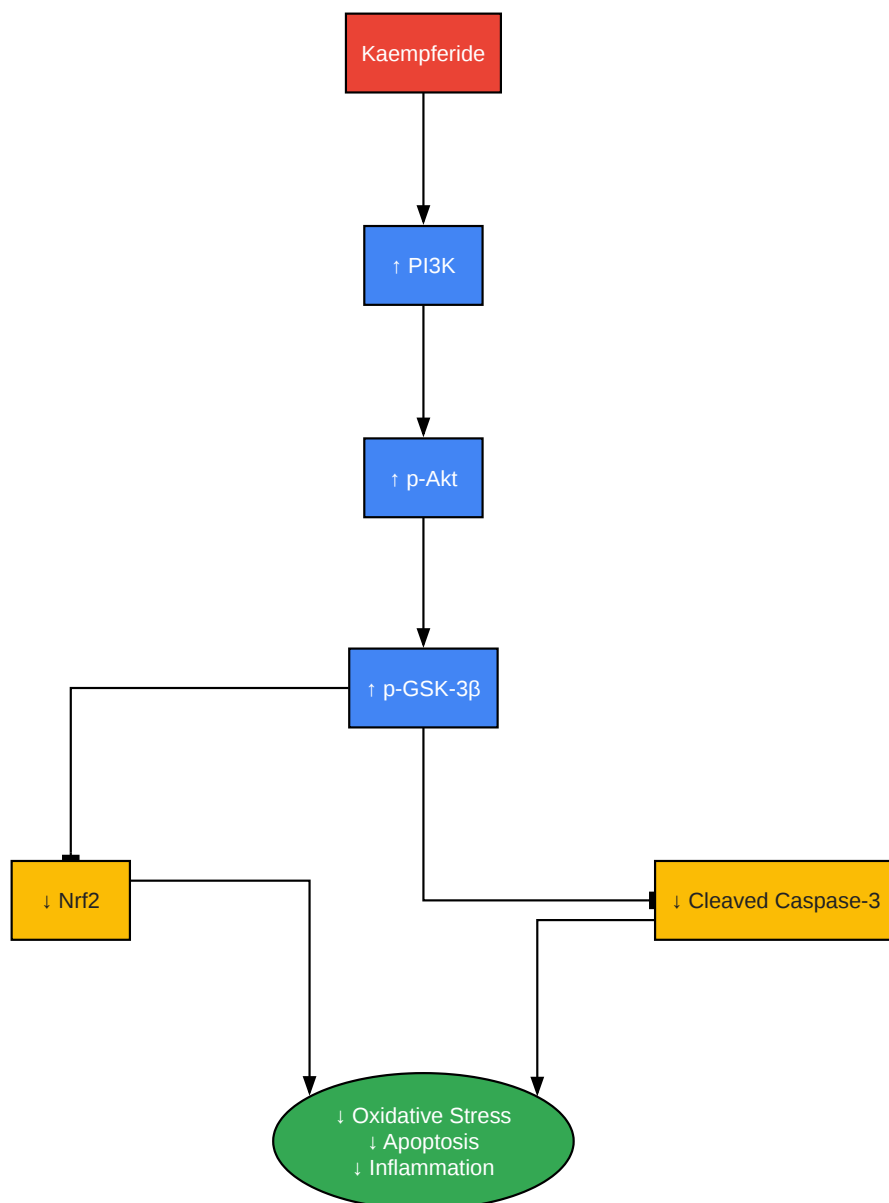 Kaempferide
↑ PI3K
↑ p-Akt
↑ p-GSK-3β
↓ Nrf2
↓ Cleaved Caspase-3
↓ Oxidative Stress
↓ Apoptosis
↓ Inflammation